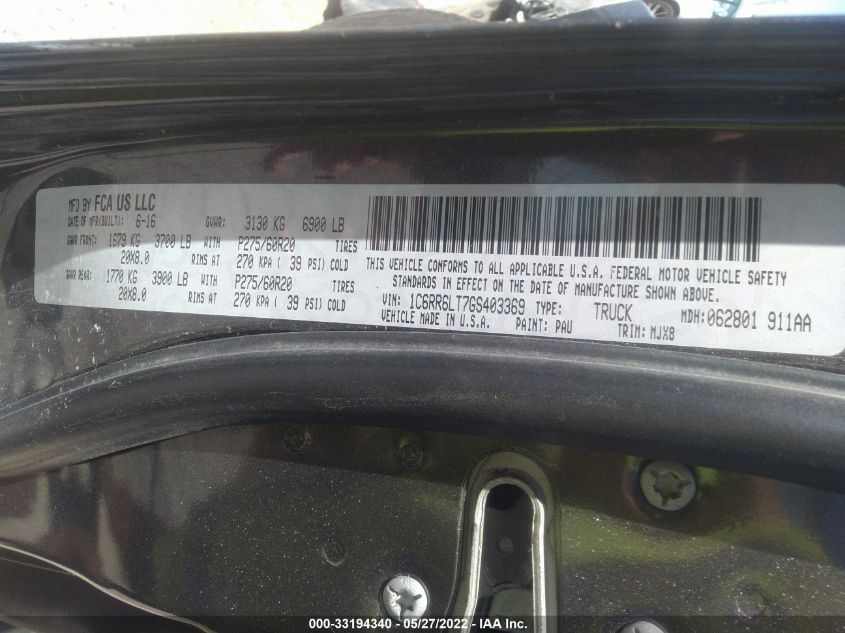 MFD BY FCA US LLC
DATE OF MFR(BUILT): 6-16 GVWR: 3130 KG 6900 LB
GAWR FRONT: 1679 KG 3700 LB WITH P275/60R20 TIRES
20X8.0 RIMS AT 270 KPA ( 39 PSI) COLD
GAWR REAR: 1770 KG 3900 LB WITH P275/60R20 TIRES
20X8.0 RIMS AT 270 KPA ( 39 PSI) COLD
THIS VEHICLE CONFORMS TO ALL APPLICABLE U.S.A. FEDERAL MOTOR VEHICLE SAFETY
STANDARDS IN EFFECT ON THE DATE OF MANUFACTURE SHOWN ABOVE.
VIN: 1C6RR6LT7GS403369 TYPE: TRUCK MDH:062801 911AA
VEHICLE MADE IN U.S.A. PAINT: PAU TRIM: MJX8
000-33194340 - 05/27/2022 - IAA Inc.